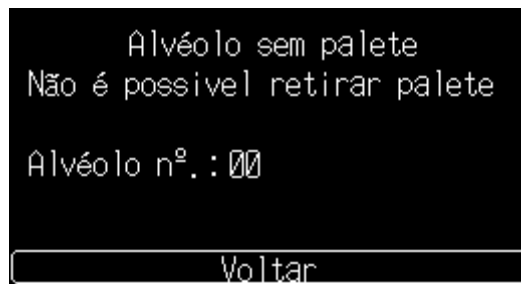 Alvéolo sem palete
Não é possivel retirar palete
Alvéolo nº.:00
Voltar